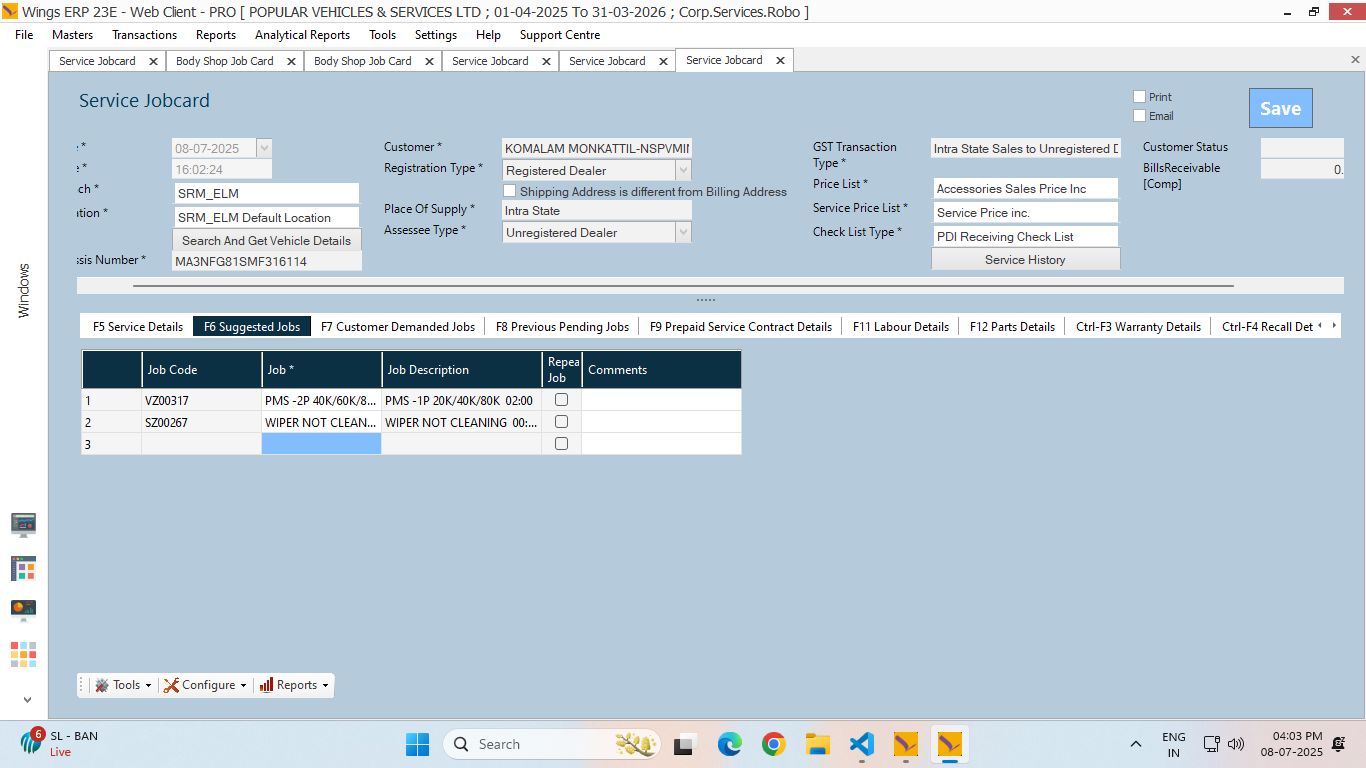 Wings ERP 23E - Web Client - PRO [ POPULAR VEHICLES & SERVICES LTD ; 01-04-2025 To 31-03-2026 ; Corp.Services.Robo ]
File Masters Transactions Reports Analytical Reports Tools Settings Help Support Centre
Service Jobcard Body Shop Job Card Body Shop Job Card Service Jobcard Service Jobcard Service Jobcard
Service Jobcard
Print
Email
Save
08-07-2025
16:02:24
SRM_ELM
SRM_ELM Default Location
Search And Get Vehicle Details
MA3NFG81SMF316114
Customer * KOMALAM MONKATTIL-NSPVMI
Registration Type * Registered Dealer
Shipping Address is different from Billing Address
Place Of Supply * Intra State
Assessee Type * Unregistered Dealer
GST Transaction
Type *
Intra State Sales to Unregistered D
Price List * Accessories Sales Price Inc
Service Price List * Service Price inc.
Check List Type * PDI Receiving Check List
Service History
Customer Status
BillsReceivable
[Comp]
0.
Windows
F5 Service Details F6 Suggested Jobs F7 Customer Demanded Jobs F8 Previous Pending Jobs F9 Prepaid Service Contract Details F11 Labour Details F12 Parts Details Ctrl-F3 Warranty Details Ctrl-F4 Recall Det
Job Code Job * Job Description Repea
Job Comments
1 VZ00317 PMS -2P 40K/60K/8... PMS -1P 20K/40K/80K 02:00
2 SZ00267 WIPER NOT CLEAN... WIPER NOT CLEANING 00:...
3
Tools Configure Reports
6
SL - BAN
Live
Search
ENG
IN
04:03 PM
08-07-2025